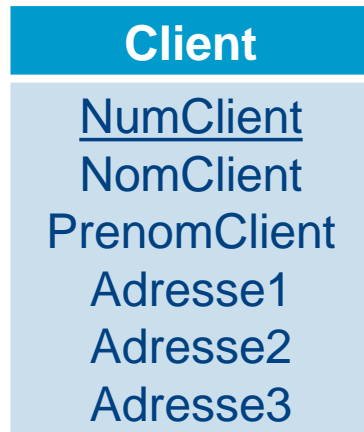 Client
NumClient
NomClient
PrenomClient
Adresse1
Adresse2
Adresse3